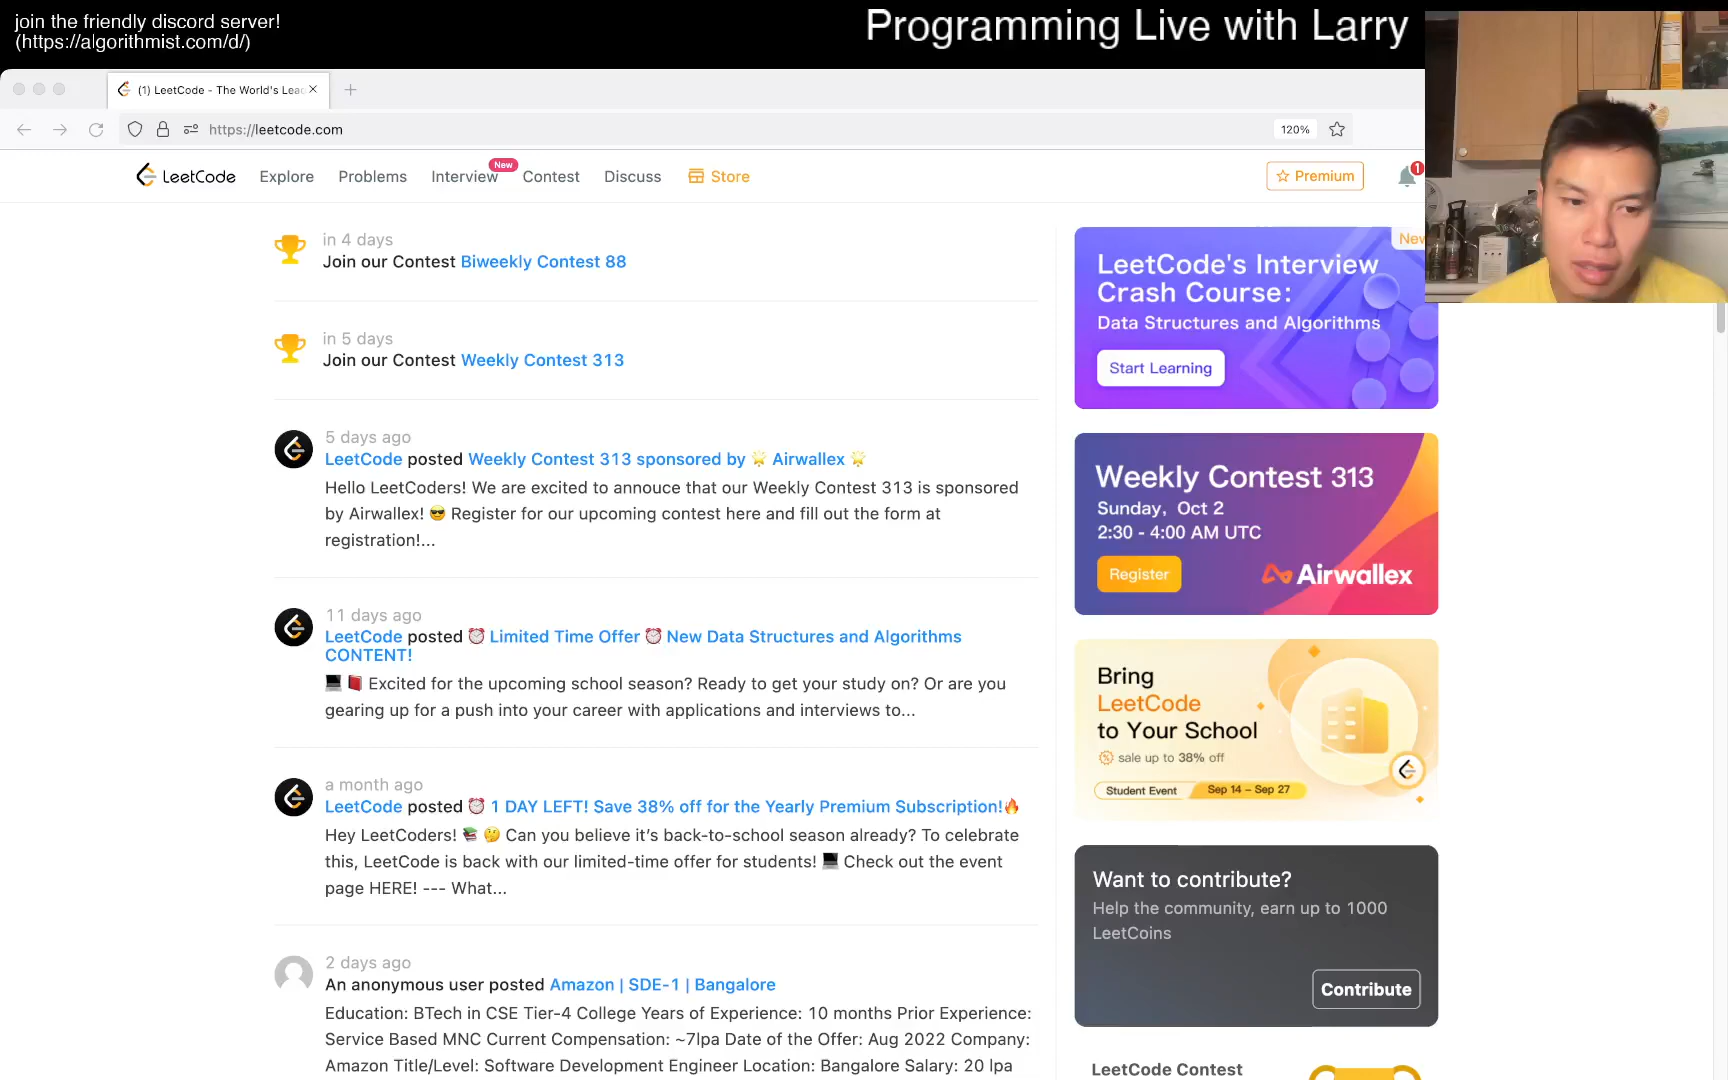 join the friendly discord server!
(https://algorithmist.com/d/)
Programming Live with Larry
(1) LeetCode - The World's Lea
https://leetcode.com
120%
LeetCode
Explore
Problems
Interview
New
Contest
Discuss
Store
Premium
1
in 4 days
Join our Contest Biweekly Contest 88
in 5 days
Join our Contest Weekly Contest 313
5 days ago
LeetCode posted Weekly Contest 313 sponsored by 🌟 Airwallex 🌟
Hello LeetCoders! We are excited to annouce that our Weekly Contest 313 is sponsored
by Airwallex! 😎 Register for our upcoming contest here and fill out the form at
registration!...
11 days ago
LeetCode posted ⏰ Limited Time Offer ⏰ New Data Structures and Algorithms
CONTENT!
💻 📕 Excited for the upcoming school season? Ready to get your study on? Or are you
gearing up for a push into your career with applications and interviews to...
a month ago
LeetCode posted ⏰ 1 DAY LEFT! Save 38% off for the Yearly Premium Subscription!🔥
Hey LeetCoders! 📚 🤔 Can you believe it's back-to-school season already? To celebrate
this, LeetCode is back with our limited-time offer for students! 💻 Check out the event
page HERE! --- What...
2 days ago
An anonymous user posted Amazon | SDE-1 | Bangalore
Education: BTech in CSE Tier-4 College Years of Experience: 10 months Prior Experience:
Service Based MNC Current Compensation: ~7lpa Date of the Offer: Aug 2022 Company:
Amazon Title/Level: Software Development Engineer Location: Bangalore Salary: 20 lpa
New
LeetCode's Interview
Crash Course:
Data Structures and Algorithms
Start Learning
Weekly Contest 313
Sunday, Oct 2
2:30 - 4:00 AM UTC
Register
Airwallex
Bring
LeetCode
to Your School
sale up to 38% off
Student Event
Sep 14 – Sep 27
Want to contribute?
Help the community, earn up to 1000
LeetCoins
Contribute
LeetCode Contest